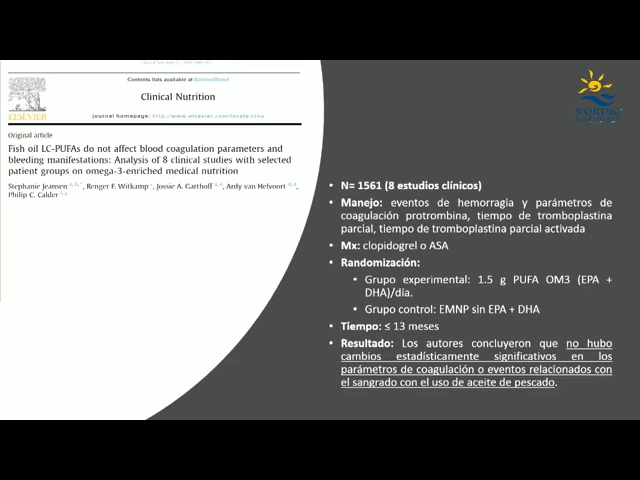 Contents lists available at ScienceDirect
Clinical Nutrition
journal homepage: http://www.elsevier.com/locate/clnu
ELSEVIER
Original article
Fish oil LC-PUFAs do not affect blood coagulation parameters and
bleeding manifestations: Analysis of 8 clinical studies with selected
patient groups on omega-3-enriched medical nutrition
Stephanie Jeansen, Renger F. Witkamp, Jossie A. Garthoff, Ardy van Helvoort,
Philip C. Calder
NORDIC
NATURALS
• N= 1561 (8 estudios clínicos)
• Manejo: eventos de hemorragia y parámetros de
coagulación protrombina, tiempo de tromboplastina
parcial, tiempo de tromboplastina parcial activada
• Mx: clopidogrel o ASA
• Randomización:
• Grupo experimental: 1.5 g PUFA OM3 (EPA +
DHA)/día.
• Grupo control: EMNP sin EPA + DHA
• Tiempo: ≤ 13 meses
• Resultado: Los autores concluyeron que no hubo
cambios estadísticamente significativos en los
parámetros de coagulación o eventos relacionados con
el sangrado con el uso de aceite de pescado.